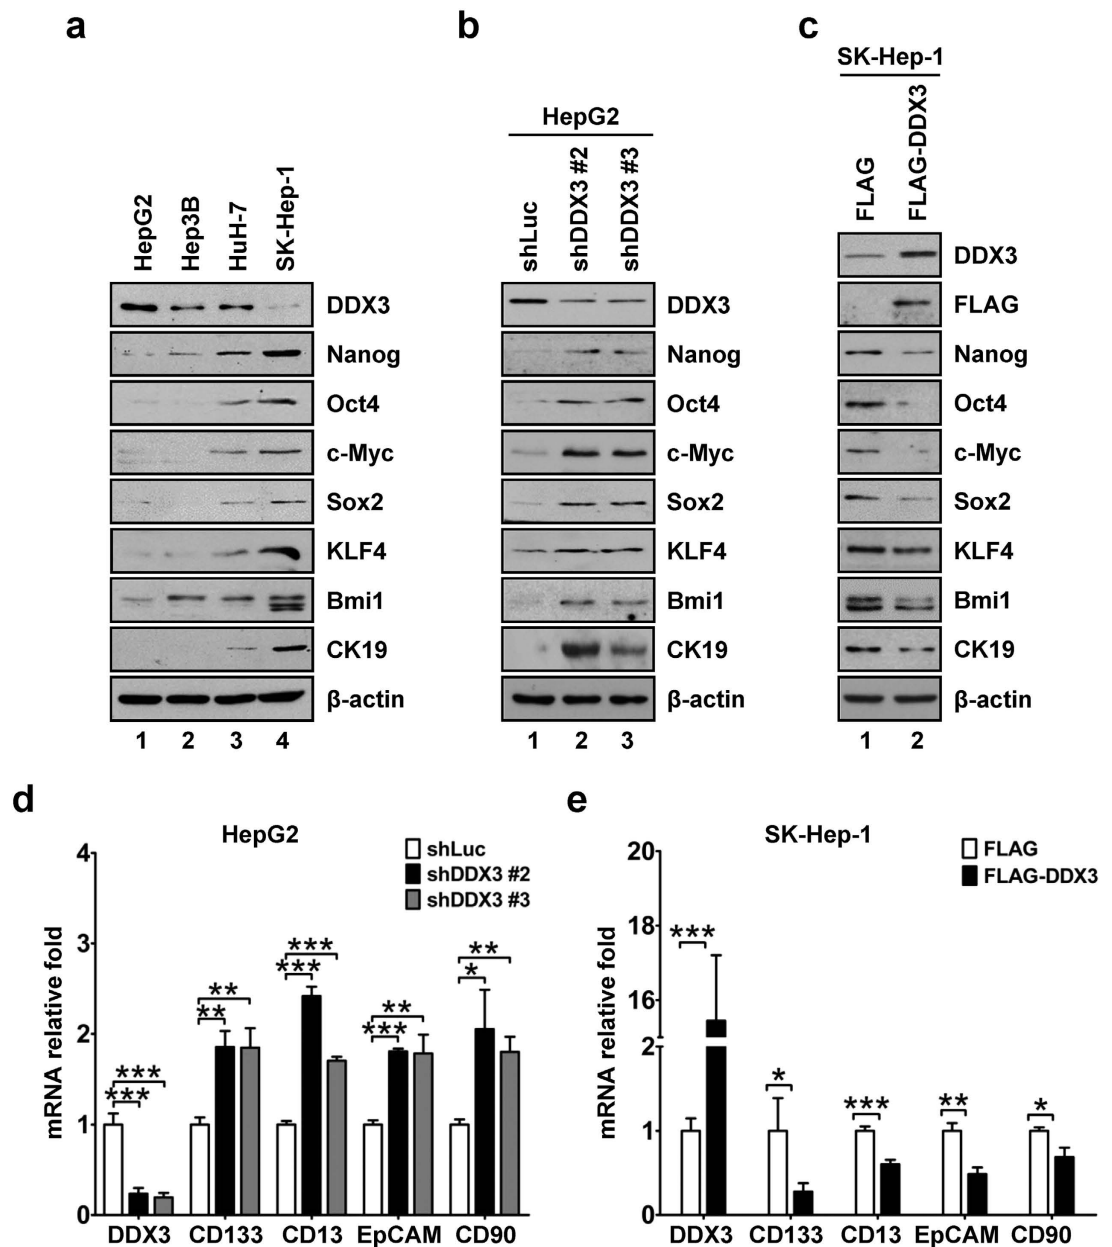 a
HepG2
Hep3B
HuH-7
SK-Hep-1
DDX3
Nanog
Oct4
c-Myc
Sox2
KLF4
Bmi1
CK19
β-actin
1 2 3 4
b
HepG2
shLuc
shDDX3 #2
shDDX3 #3
DDX3
Nanog
Oct4
c-Myc
Sox2
KLF4
Bmi1
CK19
β-actin
1 2 3
c
SK-Hep-1
FLAG
FLAG-DDX3
DDX3
FLAG
Nanog
Oct4
c-Myc
Sox2
KLF4
Bmi1
CK19
β-actin
1 2
d
HepG2
shLuc
shDDX3 #2
shDDX3 #3
mRNA relative fold
4
3
2
1
0
***
***
**
**
***
***
**
***
**
*
DDX3 CD133 CD13 EpCAM CD90
e
SK-Hep-1
FLAG
FLAG-DDX3
mRNA relative fold
20
18
16
2
1
0
***
*
***
**
*
DDX3 CD133 CD13 EpCAM CD90